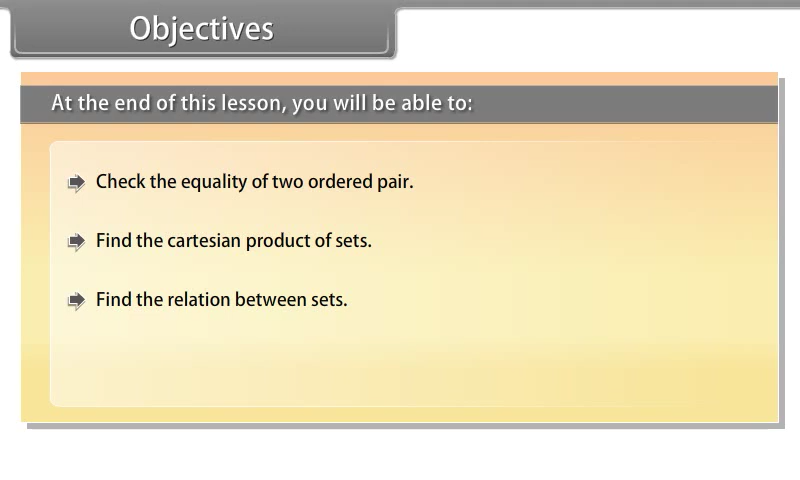 Objectives
At the end of this lesson, you will be able to:
Check the equality of two ordered pair.
Find the cartesian product of sets.
Find the relation between sets.